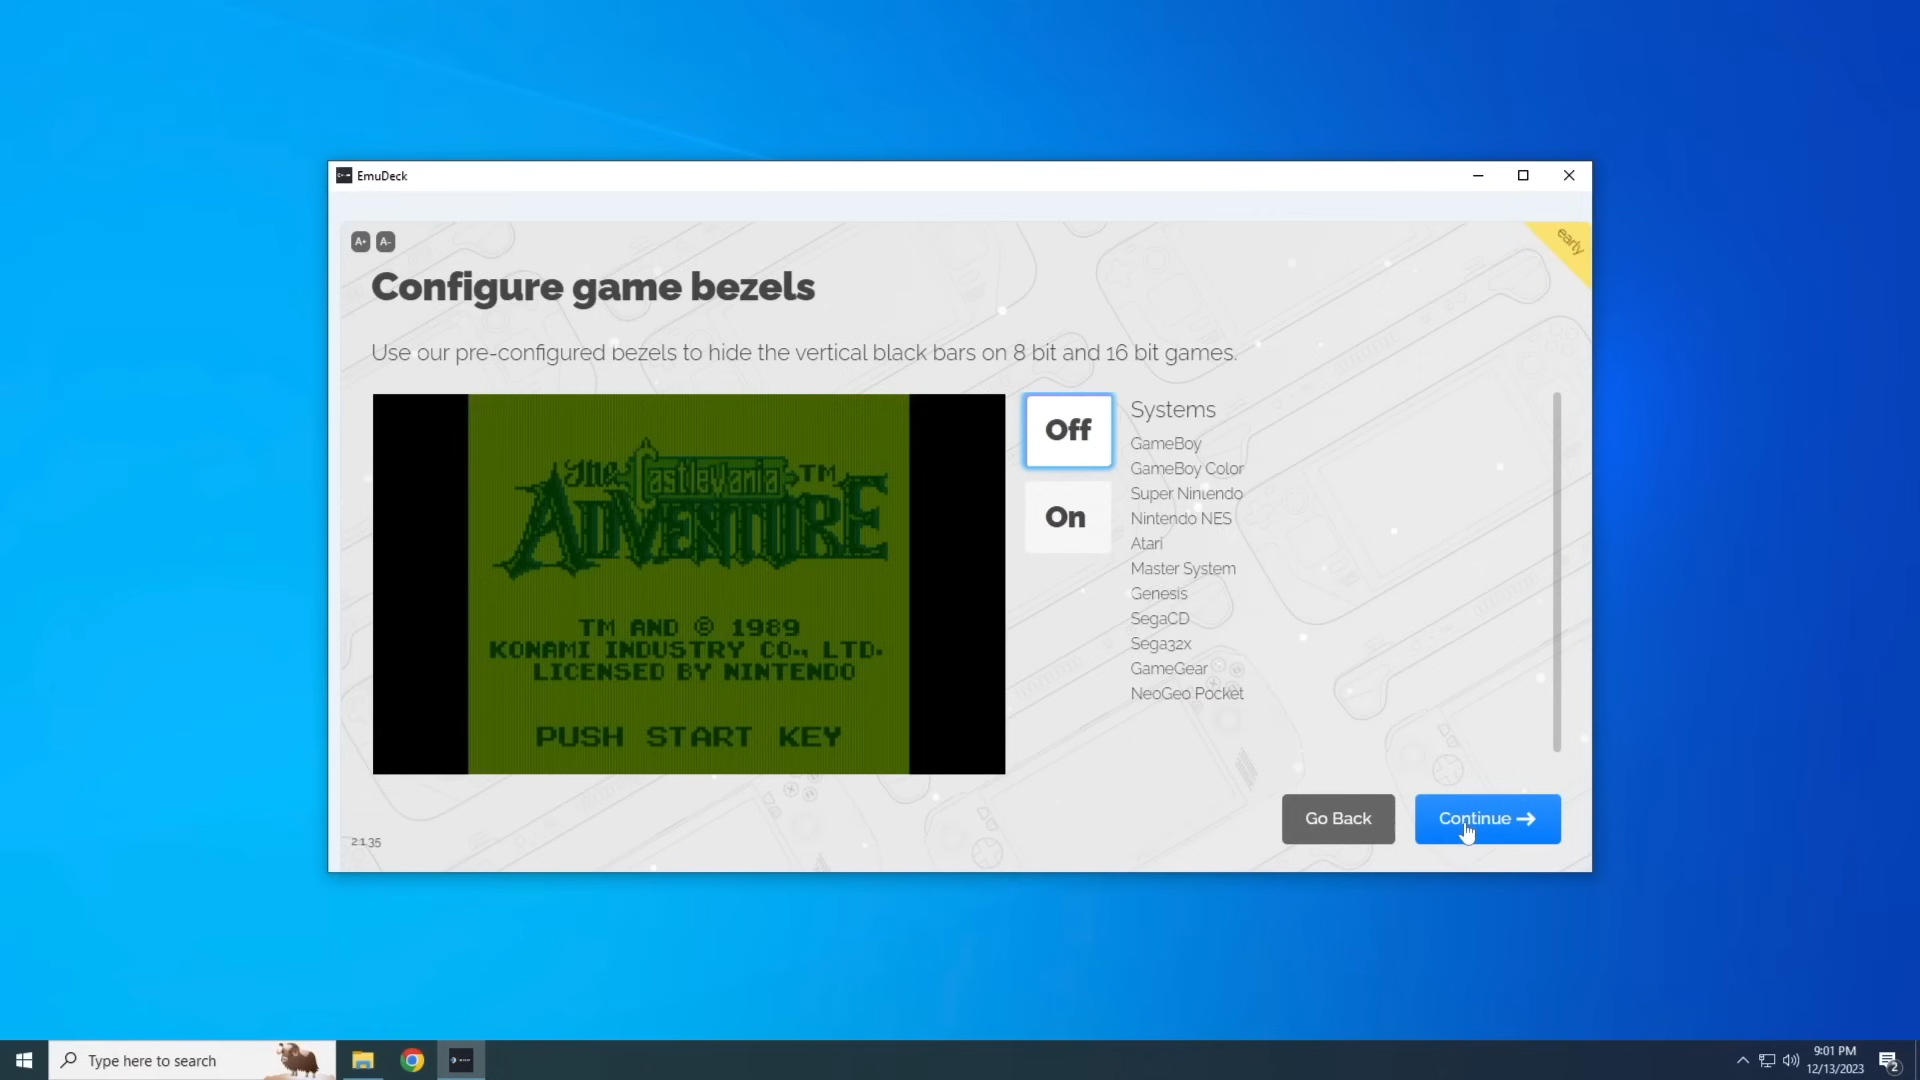 EmuDeck
early
A+ A-
Configure game bezels
Use our pre-configured bezels to hide the vertical black bars on 8 bit and 16 bit games.
The Castlevania TM
ADVENTURE
TM AND © 1989
KONAMI INDUSTRY CO., LTD.
LICENSED BY NINTENDO
PUSH START KEY
Off
On
Systems
GameBoy
GameBoy Color
Super Nintendo
Nintendo NES
Atari
Master System
Genesis
SegaCD
Sega32x
GameGear
NeoGeo Pocket
Go Back
Continue
2.1.35
Type here to search
9:01 PM
12/13/2023
2